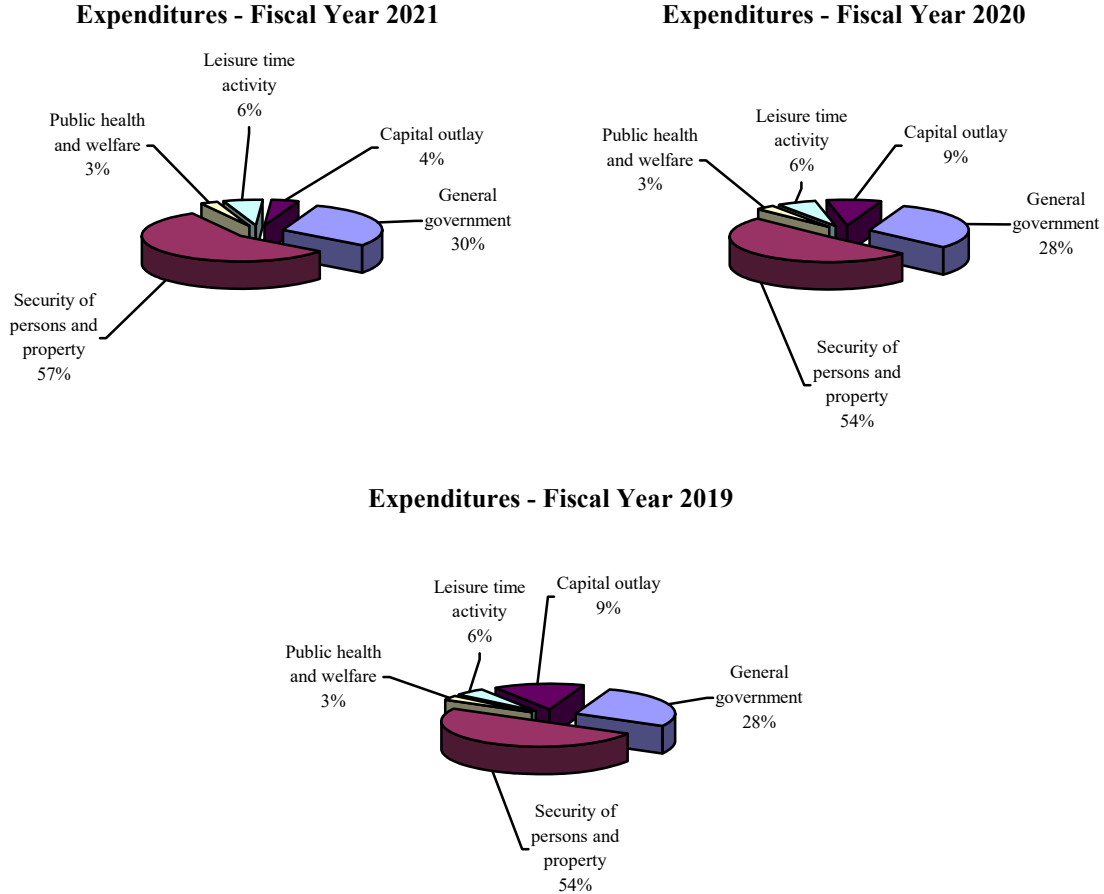 Expenditures - Fiscal Year 2021
Leisure time
activity
6%
Public health
and welfare
3%
Capital outlay
4%
General
government
30%
Security of
persons and
property
57%
Expenditures - Fiscal Year 2020
Leisure time
activity
6%
Public health
and welfare
3%
Capital outlay
9%
General
government
28%
Security of
persons and
property
54%
Expenditures - Fiscal Year 2019
Leisure time
activity
6%
Capital outlay
9%
Public health
and welfare
3%
General
government
28%
Security of
persons and
property
54%